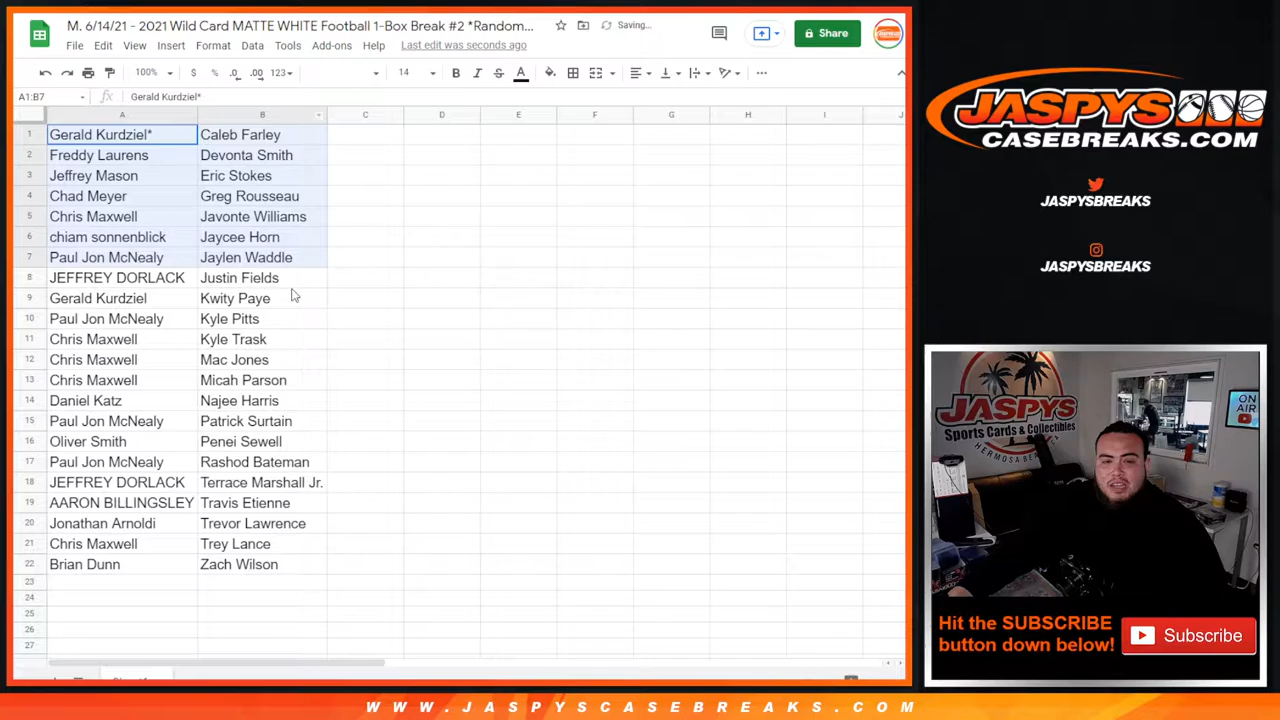 M. 6/14/21 - 2021 Wild Card MATTE WHITE Football 1-Box Break #2 *Random...
Saving...
File Edit View Insert Format Data Tools Add-ons Help Last edit was seconds ago
Share
100% $ % .0 .00 123 14 B I S A
A1:B7 fx Gerald Kurdziel*
A B C D E F G H I J
1 Gerald Kurdziel* Caleb Farley
2 Freddy Laurens Devonta Smith
3 Jeffrey Mason Eric Stokes
4 Chad Meyer Greg Rousseau
5 Chris Maxwell Javonte Williams
6 chiam sonnenblick Jaycee Horn
7 Paul Jon McNealy Jaylen Waddle
8 JEFFREY DORLACK Justin Fields
9 Gerald Kurdziel Kwity Paye
10 Paul Jon McNealy Kyle Pitts
11 Chris Maxwell Kyle Trask
12 Chris Maxwell Mac Jones
13 Chris Maxwell Micah Parson
14 Daniel Katz Najee Harris
15 Paul Jon McNealy Patrick Surtain
16 Oliver Smith Penei Sewell
17 Paul Jon McNealy Rashod Bateman
18 JEFFREY DORLACK Terrace Marshall Jr.
19 AARON BILLINGSLEY Travis Etienne
20 Jonathan Arnoldi Trevor Lawrence
21 Chris Maxwell Trey Lance
22 Brian Dunn Zach Wilson
23
24
25
26
27
JASPYS
CASEBREAKS.COM
JASPYSBREAKS
JASPYSBREAKS
JASPYS
Sports Cards & Collectibles
HERMOSA BEACH
ON
AIR
Hit the SUBSCRIBE
button down below!
Subscribe
WWW.JASPYSCASEBREAKS.COM